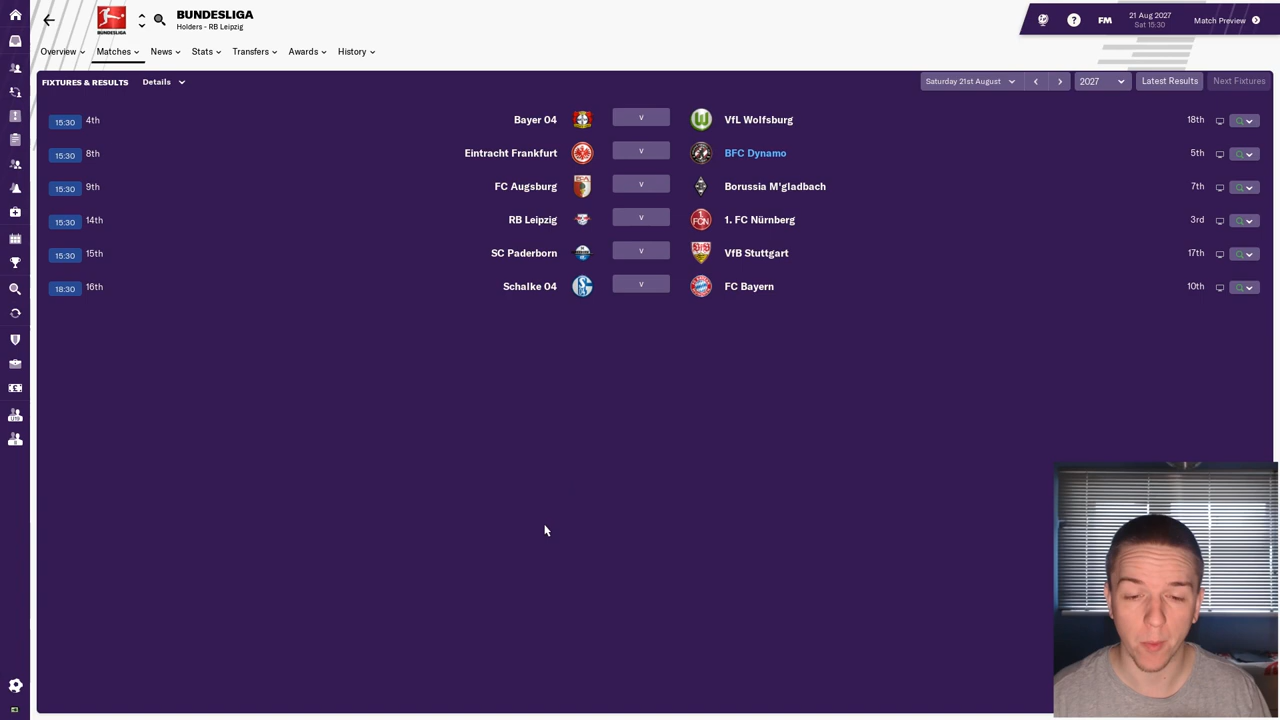 BUNDESLIGA
Holders - RB Leipzig
FM
21 Aug 2027
Sat 15:30
Match Preview
Overview Matches News Stats Transfers Awards History
FIXTURES & RESULTS Details Saturday 21st August 2027 Latest Results Next Fixtures
15:30 4th Bayer 04 v VfL Wolfsburg 18th
15:30 8th Eintracht Frankfurt v BFC Dynamo 5th
15:30 9th FC Augsburg v Borussia M'gladbach 7th
15:30 14th RB Leipzig v 1. FC Nürnberg 3rd
15:30 15th SC Paderborn v VfB Stuttgart 17th
18:30 16th Schalke 04 v FC Bayern 10th